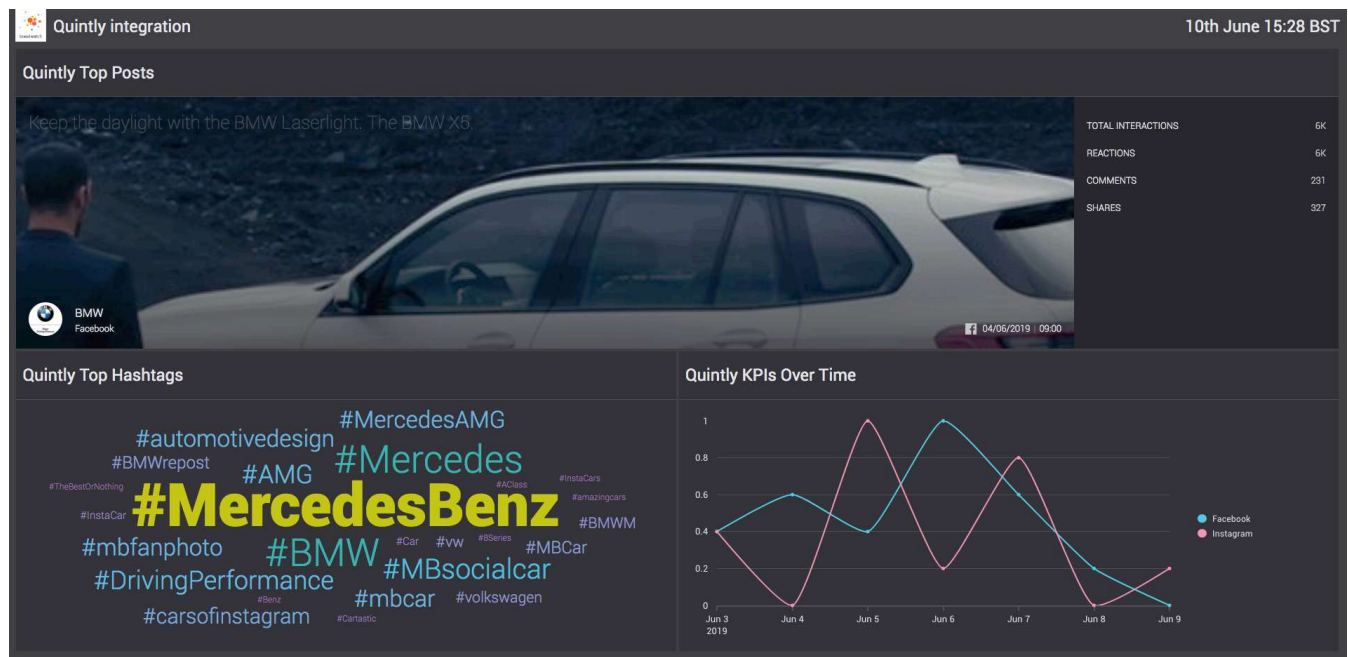 Quintly integration
10th June 15:28 BST
Quintly Top Posts
Keep the daylight with the BMW Laserlight. The BMW X5.
TOTAL INTERACTIONS 6K
REACTIONS 6K
COMMENTS 231
SHARES 327
BMW
Facebook
04/06/2019 | 09:00
Quintly Top Hashtags
#MercedesAMG
#automotivedesign
#BMWrepost
#AMG
#Mercedes
#TheBestOrNothing
#AClass
#InstaCars
#InstaCar
#MercedesBenz
#amazingcars
#BMWM
#mbfanphoto
#BMW
#Car
#vw
#BSeries
#MBCar
#DrivingPerformance
#MBsocialcar
#Benz
#mbcar
#volkswagen
#carsofinstagram
#Cartastic
Quintly KPIs Over Time
1
0.8
0.6
0.4
0.2
0
Jun 3 Jun 4 Jun 5 Jun 6 Jun 7 Jun 8 Jun 9
2019
Facebook
Instagram